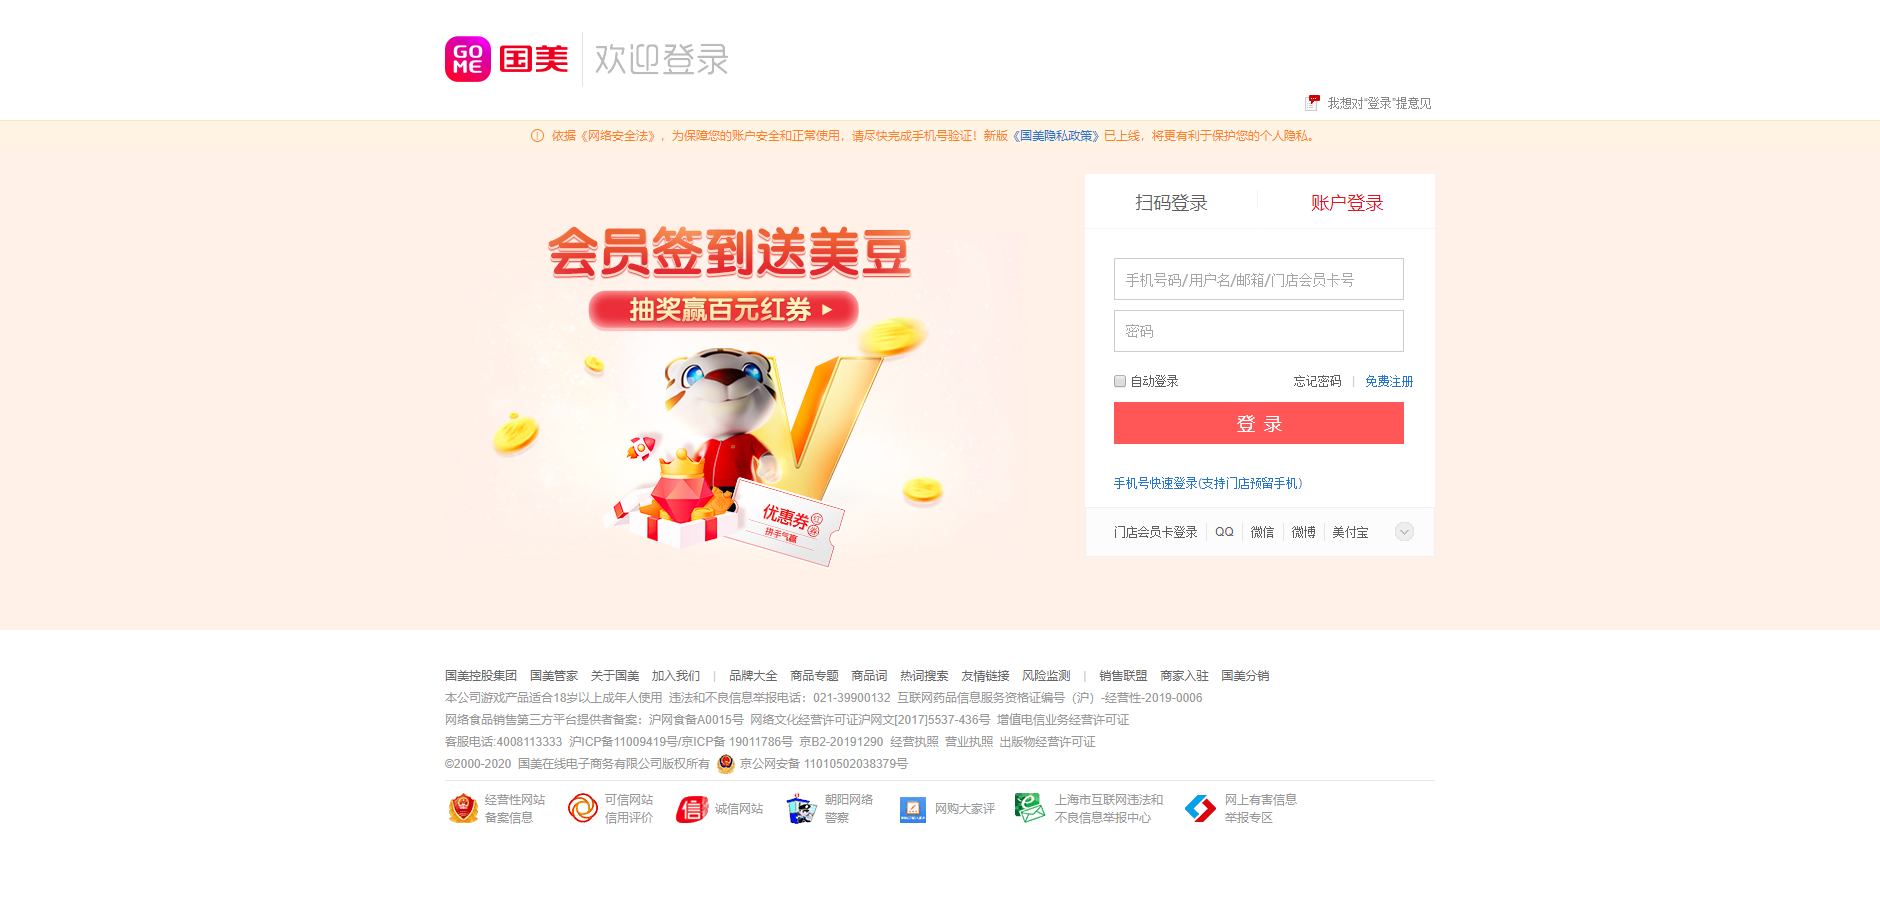 GOME 国美 欢迎登录
我想对“登录”提意见
依据《网络安全法》，为保障您的账户安全和正常使用，请尽快完成手机号验证！新版《国美隐私政策》已上线，将更有利于保护您的个人隐私。
扫码登录 账户登录
会员签到送美豆
抽奖赢百元红券
手机号码/用户名/邮箱/门店会员卡号
密码
自动登录 忘记密码 | 免费注册
登 录
手机号快速登录(支持门店预留手机)
优惠券 红券
拼手气赢
门店会员卡登录 QQ 微信 微博 美付宝
国美控股集团 国美管家 关于国美 加入我们 | 品牌大全 商品专题 商品词 热词搜索 友情链接 风险监测 | 销售联盟 商家入驻 国美分销
本公司游戏产品适合18岁以上成年人使用 违法和不良信息举报电话：021-39900132 互联网药品信息服务资格证编号（沪）-经营性-2019-0006
网络食品销售第三方平台提供者备案：沪网食备A0015号 网络文化经营许可证沪网文[2017]5537-436号 增值电信业务经营许可证
客服电话:4008113333 沪ICP备11009419号/京ICP备 19011786号 京B2-20191290 经营执照 营业执照 出版物经营许可证
©2000-2020 国美在线电子商务有限公司版权所有 京公网安备 11010502038379号
经营性网站
备案信息
可信网站
信用评价
信 诚信网站
朝阳网络
警察
网购大家评
上海市互联网违法和
不良信息举报中心
网上有害信息
举报专区